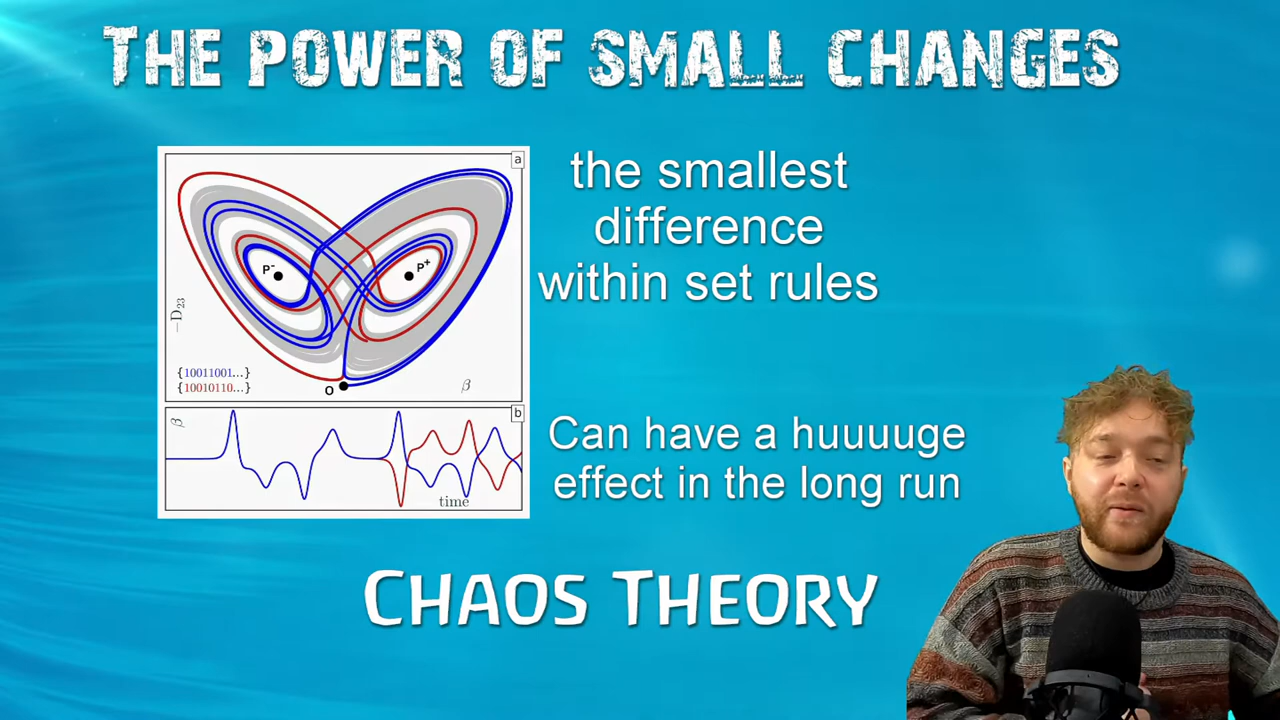 THE POWER OF SMALL CHANGES
a
the smallest
difference
within set rules
P-
P+
-D23
{10011001...}
{10010110...}
O
β
b
β
time
Can have a huuuuge
effect in the long run
CHAOS THEORY